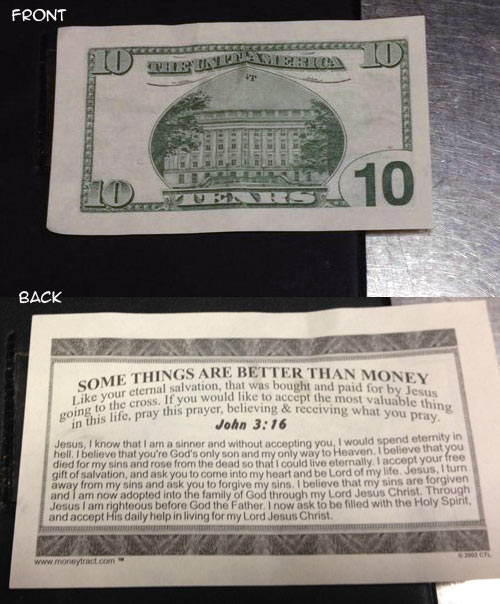 FRONT
10 THE UNIT AMERICA 10
10 TEN RS 10
BACK
SOME THINGS ARE BETTER THAN MONEY
Like your eternal salvation, that was bought and paid for by Jesus
going to the cross. If you would like to accept the most valuable thing
in this life, pray this prayer, believing & receiving what you pray.
John 3:16
Jesus, I know that I am a sinner and without accepting you, I would spend eternity in
hell. I believe that you're God's only son and my only way to Heaven. I believe that you
died for my sins and rose from the dead so that I could live eternally. I accept your free
gift of salvation, and ask you to come into my heart and be Lord of my life. Jesus, I turn
away from my sins and ask you to forgive my sins. I believe that my sins are forgiven
and I am now adopted into the family of God through my Lord Jesus Christ. Through
Jesus I am righteous before God the Father. I now ask to be filled with the Holy Spirit,
and accept His daily help in living for my Lord Jesus Christ.
www.moneytract.com ™ © 2003 CTL